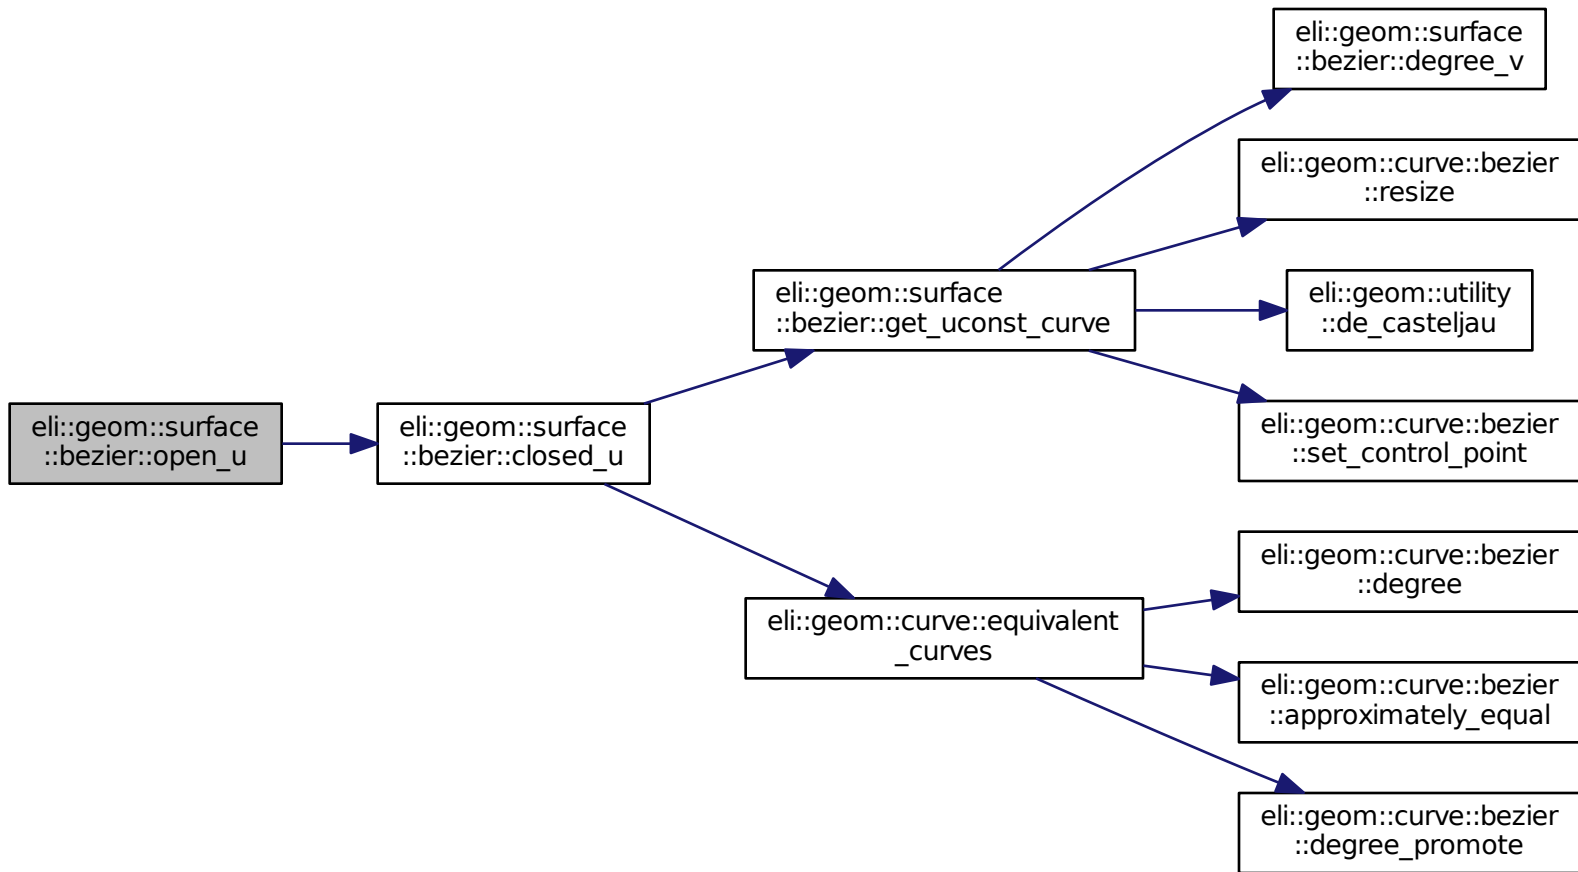 eli::geom::surface
::bezier::open_u
eli::geom::surface
::bezier::closed_u
eli::geom::surface
::bezier::get_uconst_curve
eli::geom::curve::equivalent
_curves
eli::geom::surface
::bezier::degree_v
eli::geom::curve::bezier
::resize
eli::geom::utility
::de_casteljau
eli::geom::curve::bezier
::set_control_point
eli::geom::curve::bezier
::degree
eli::geom::curve::bezier
::approximately_equal
eli::geom::curve::bezier
::degree_promote